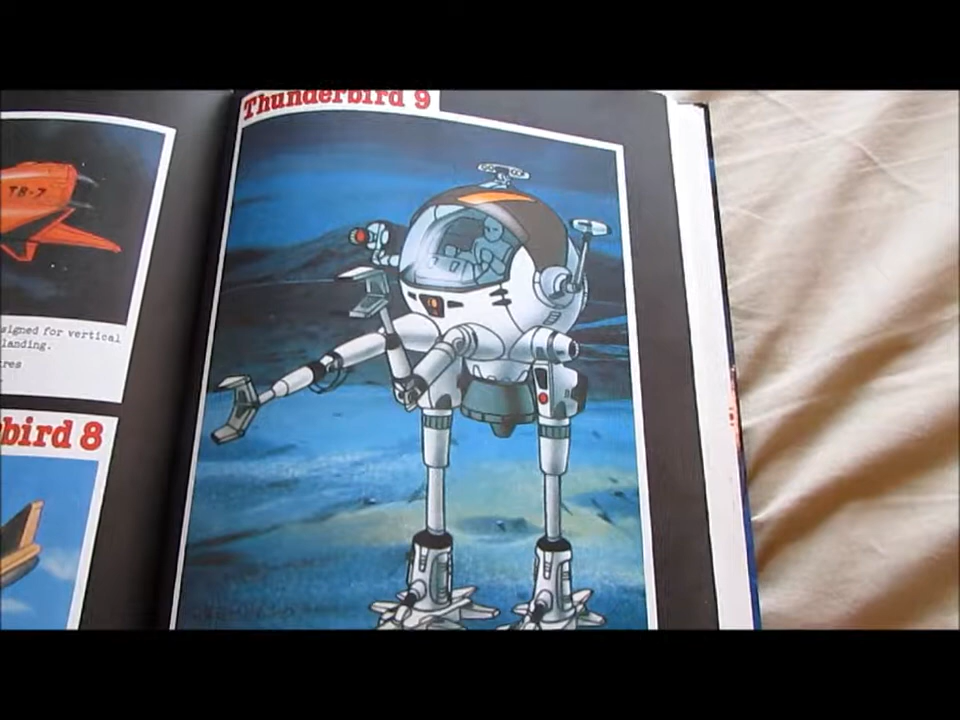 TB-7
signed for vertical
landing.
res
bird 8
Thunderbird 9